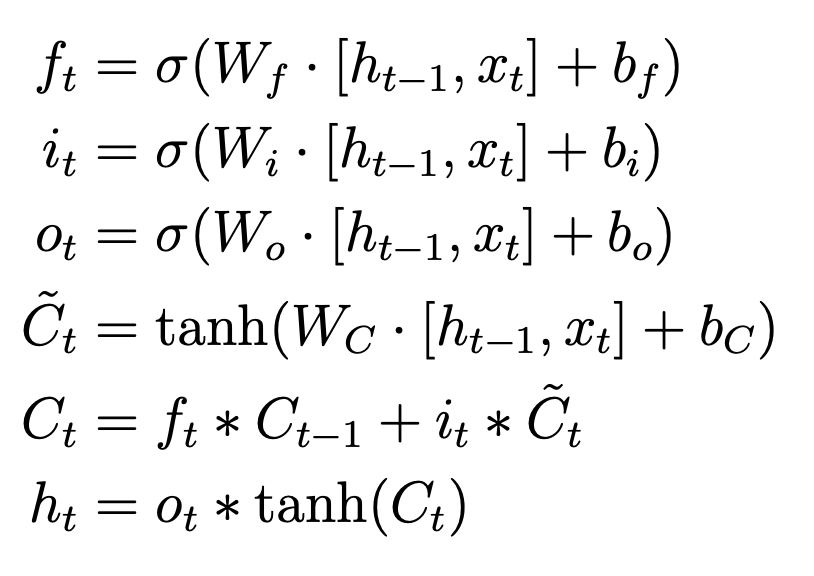 f_t = σ(W_f · [h_{t−1}, x_t] + b_f)
i_t = σ(W_i · [h_{t−1}, x_t] + b_i)
o_t = σ(W_o · [h_{t−1}, x_t] + b_o)
C̃_t = tanh(W_C · [h_{t−1}, x_t] + b_C)
C_t = f_t ∗ C_{t−1} + i_t ∗ C̃_t
h_t = o_t ∗ tanh(C_t)